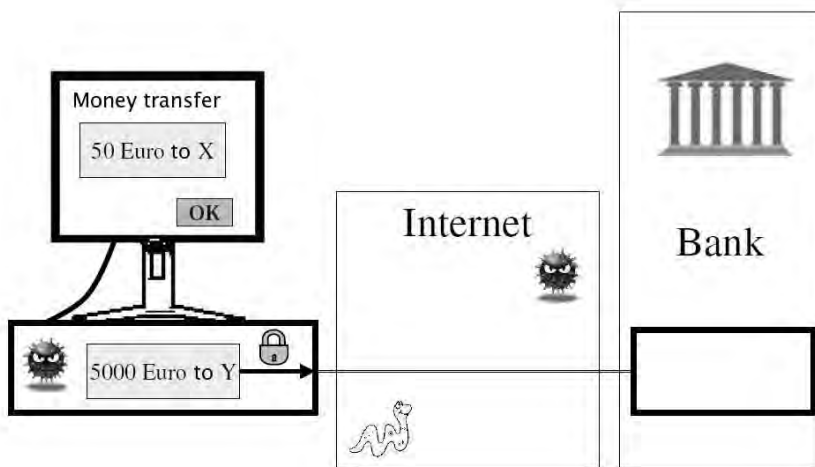 Money transfer
50 Euro to X
OK
5000 Euro to Y
Internet
Bank